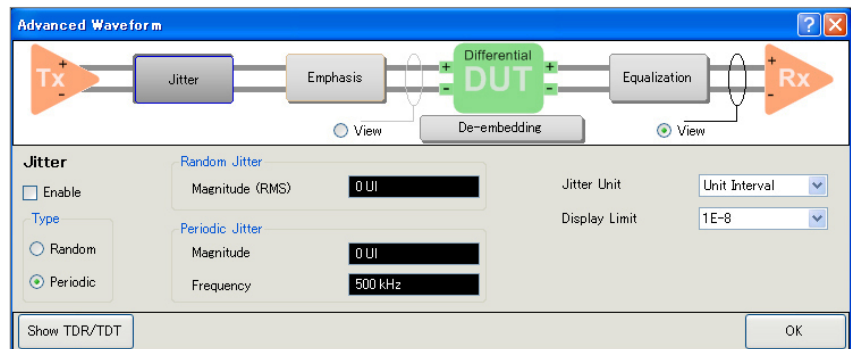 Advanced Waveform
Tx
+
-
Jitter
Emphasis
+
-
Differential
DUT
+
-
Equalization
+
-
Rx
View
De-embedding
View
Jitter
Enable
Type
Random
Periodic
Random Jitter
Magnitude (RMS)
0 UI
Periodic Jitter
Magnitude
0 UI
Frequency
500 kHz
Jitter Unit
Unit Interval
Display Limit
1E-8
Show TDR/TDT
OK